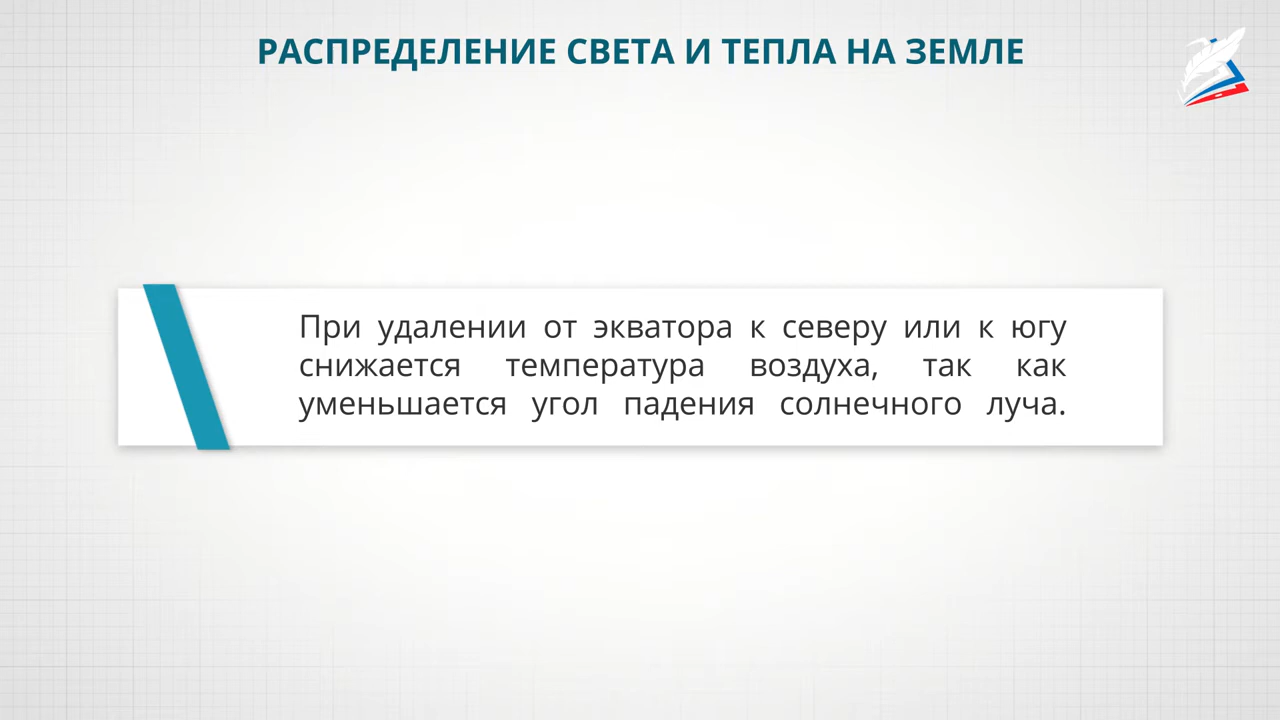 РАСПРЕДЕЛЕНИЕ СВЕТА И ТЕПЛА НА ЗЕМЛЕ
При удалении от экватора к северу или к югу
снижается температура воздуха, так как
уменьшается угол падения солнечного луча.